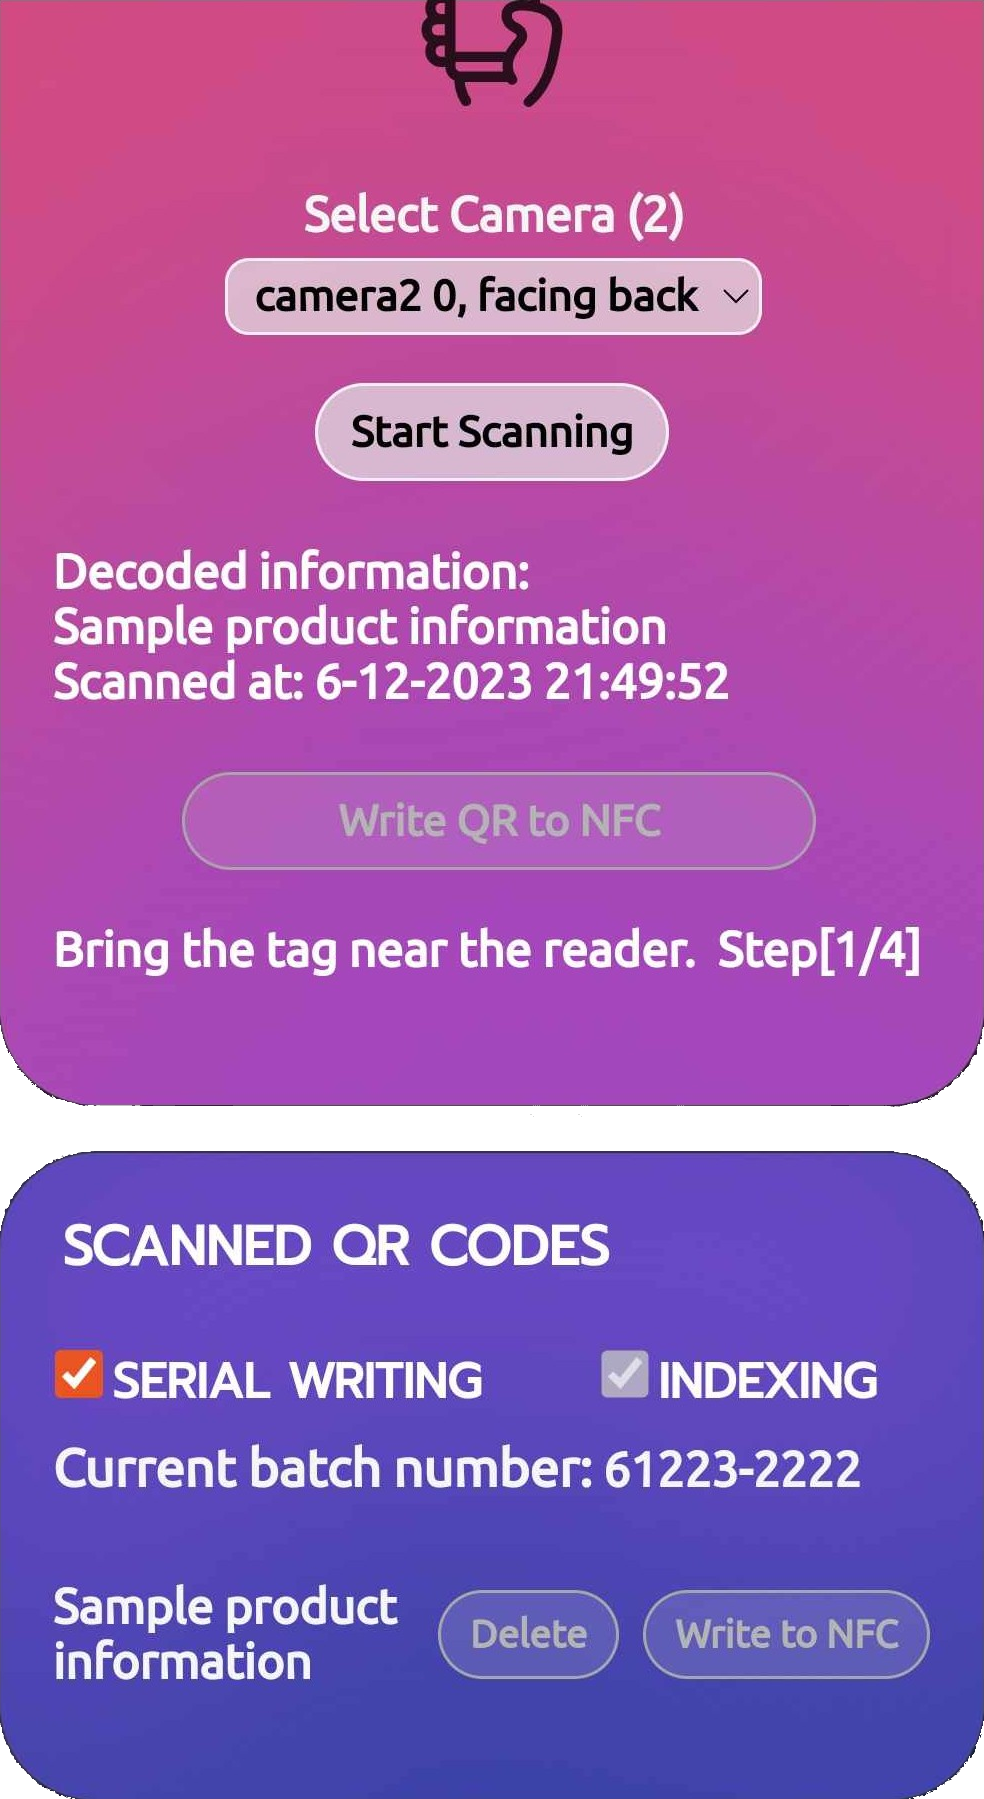 Select Camera (2)
camera2 0, facing back
Start Scanning
Decoded information:
Sample product information
Scanned at: 6-12-2023 21:49:52
Write QR to NFC
Bring the tag near the reader.  Step[1/4]
SCANNED QR CODES
SERIAL WRITING INDEXING
Current batch number: 61223-2222
Sample product
information
Delete Write to NFC